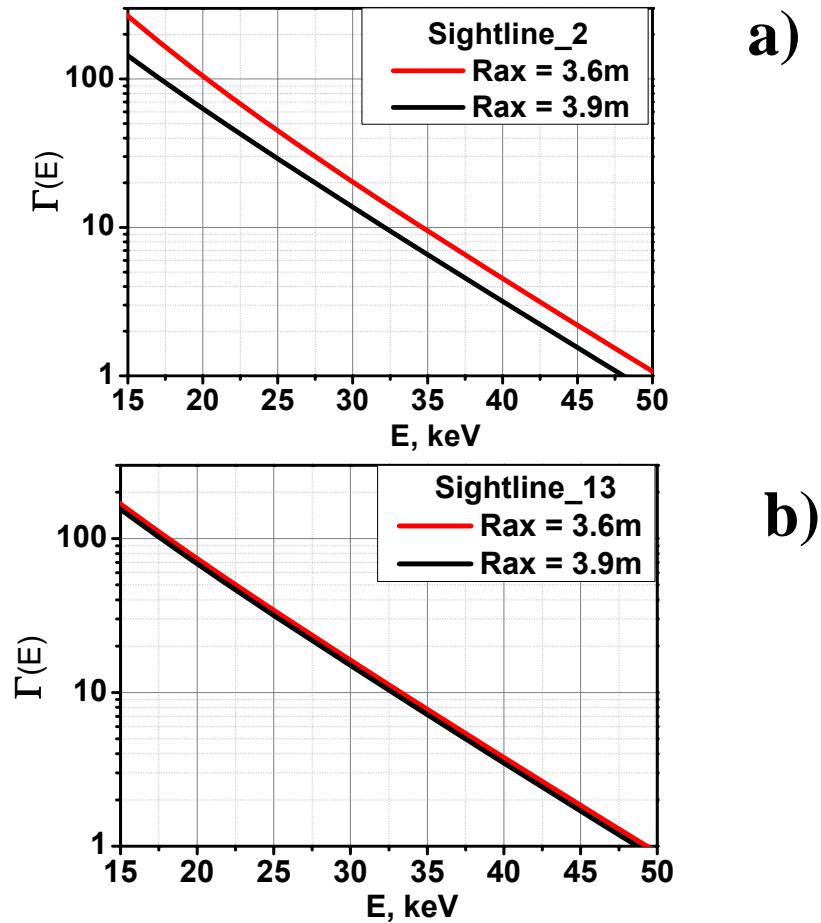 a)
Sightline_2
Rax = 3.6m
Rax = 3.9m
Γ(E)
100
10
1
15 20 25 30 35 40 45 50
E, keV
b)
Sightline_13
Rax = 3.6m
Rax = 3.9m
Γ(E)
100
10
1
15 20 25 30 35 40 45 50
E, keV